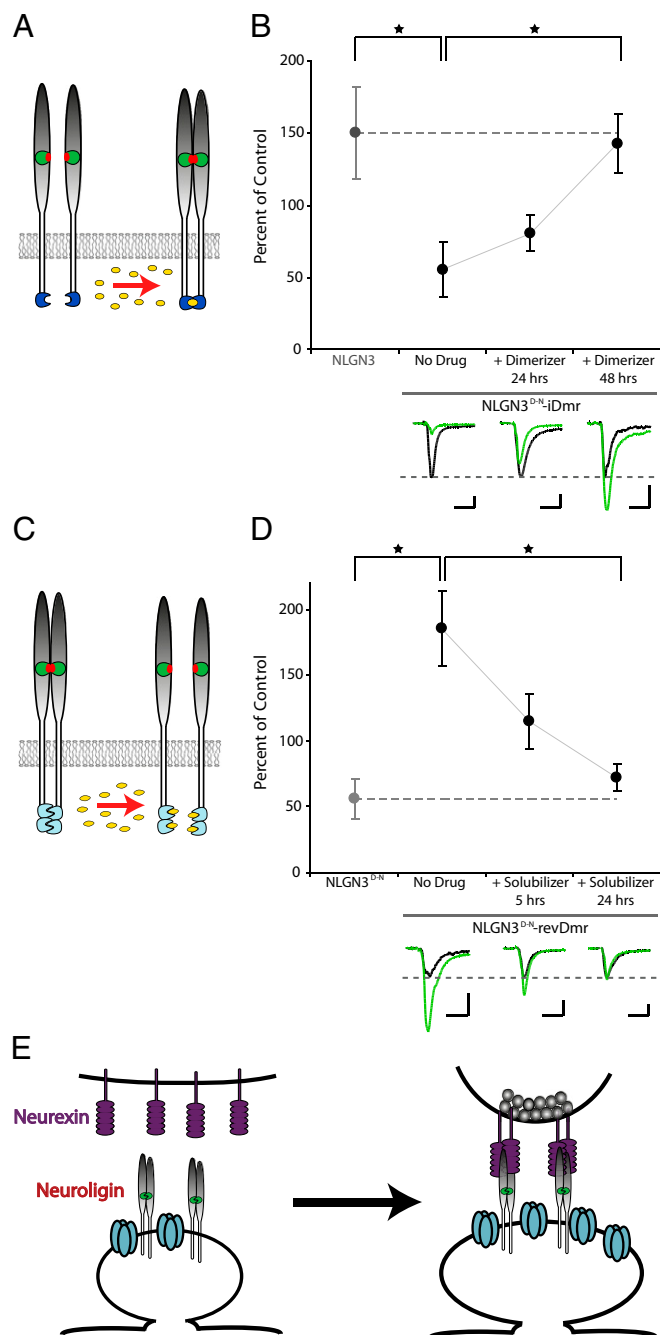 A
B
200
150
100
50
0
Percent of Control
NLGN3
No Drug
+ Dimerizer
24 hrs
+ Dimerizer
48 hrs
NLGN3D-N-iDmr
C
D
200
150
100
50
0
Percent of Control
NLGN3D-N
No Drug
+ Solubilizer
5 hrs
+ Solubilizer
24 hrs
NLGN3D-N-revDmr
E
Neurexin
Neuroligin